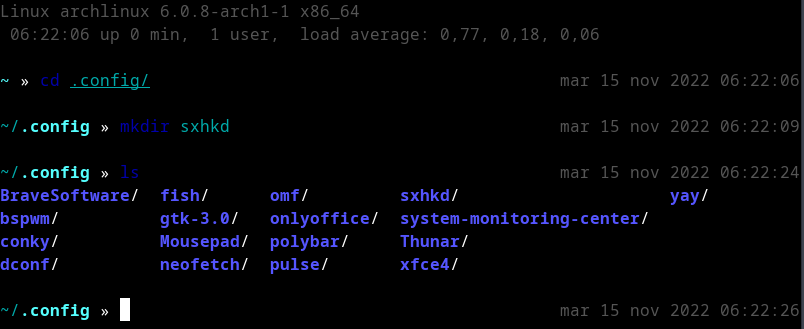 Linux archlinux 6.0.8-arch1-1 x86_64
06:22:06 up 0 min,  1 user,  load average: 0,77, 0,18, 0,06
~ » cd .config/ mar 15 nov 2022 06:22:06
~/.config » mkdir sxhkd mar 15 nov 2022 06:22:09
~/.config » ls mar 15 nov 2022 06:22:24
BraveSoftware/ fish/ omf/ sxhkd/ yay/
bspwm/ gtk-3.0/ onlyoffice/ system-monitoring-center/
conky/ Mousepad/ polybar/ Thunar/
dconf/ neofetch/ pulse/ xfce4/
~/.config » mar 15 nov 2022 06:22:26